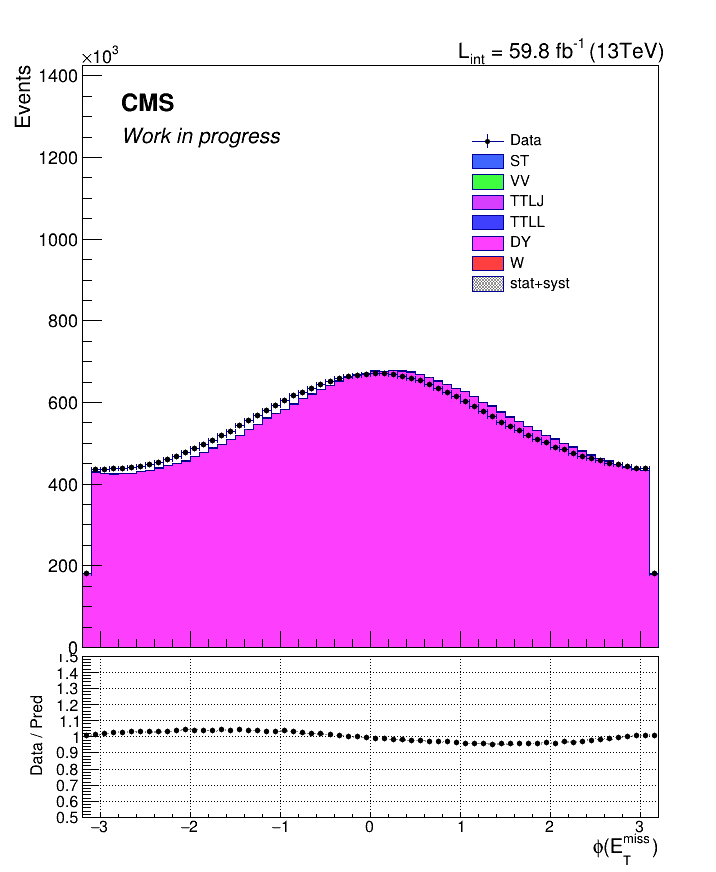 ×10³
L_int = 59.8 fb⁻¹ (13TeV)
Events
1400
1200
1000
800
600
400
200
0
CMS
Work in progress
Data
ST
VV
TTLJ
TTLL
DY
W
stat+syst
Data / Pred
1.5
1.4
1.3
1.2
1.1
1
0.9
0.8
0.7
0.6
0.5
−3 −2 −1 0 1 2 3
ϕ(E_T^miss)